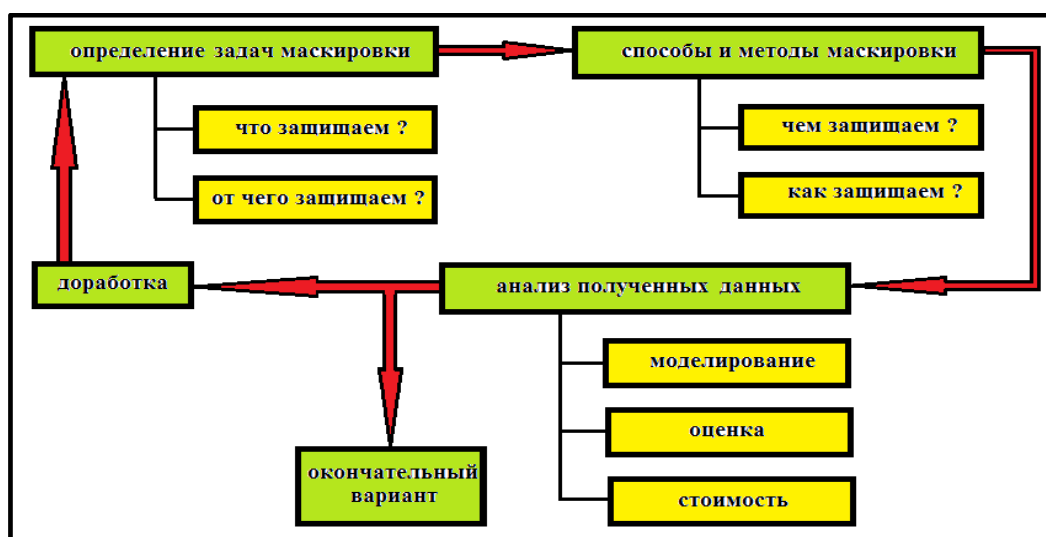 определение задач маскировки
что защищаем ?
от чего защищаем ?
способы и методы маскировки
чем защищаем ?
как защищаем ?
анализ полученных данных
моделирование
оценка
стоимость
доработка
окончательный
вариант